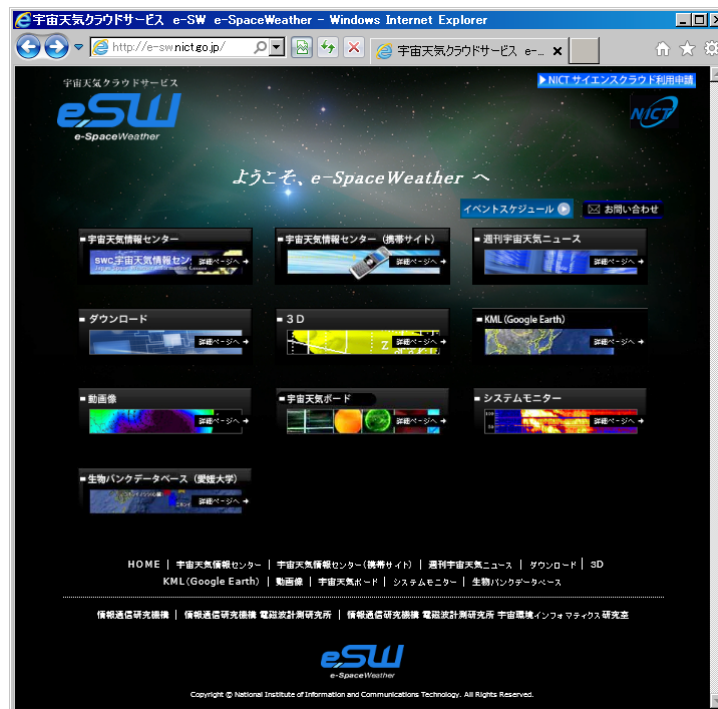 宇宙天気クラウドサービス e-SW e-SpaceWeather - Windows Internet Explorer
http://e-sw.nict.go.jp/
宇宙天気クラウドサービス e-...
宇宙天気クラウドサービス
NICT サイエンスクラウド利用申請
eSW
e-SpaceWeather
NICT
ようこそ、e-SpaceWeather へ
イベントスケジュール
お問い合わせ
宇宙天気情報センター
宇宙天気情報センター (携帯サイト)
週刊宇宙天気ニュース
SWC宇宙天気情報セン
詳細ページへ
詳細ページへ
詳細ページへ
ダウンロード
3D
KML (Google Earth)
詳細ページへ
Z
詳細ページへ
詳細ページへ
動画像
宇宙天気ボード
システムモニター
詳細ページへ
詳細ページへ
詳細ページへ
生物バンクデータベース (愛媛大学)
詳細ページへ
HOME | 宇宙天気情報センター | 宇宙天気情報センター(携帯サイト) | 週刊宇宙天気ニュース | ダウンロード | 3D
KML(Google Earth) | 動画像 | 宇宙天気ボード | システムモニター | 生物バンクデータベース
情報通信研究機構 | 情報通信研究機構 電磁波計測研究所 | 情報通信研究機構 電磁波計測研究所 宇宙環境インフォマティクス研究室
eSW
e-SpaceWeather
Copyright © National Institute of Information and Communications Technology. All Rights Reserved.